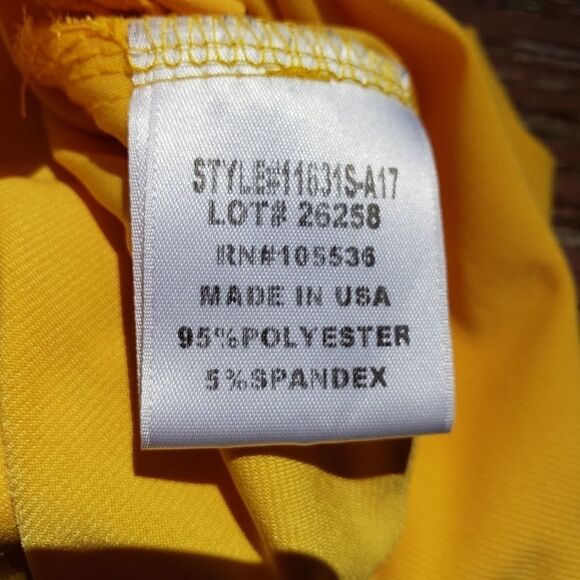 STYLE#11631S-A17
LOT# 26258
RN#105536
MADE IN USA
95%POLYESTER
5%SPANDEX